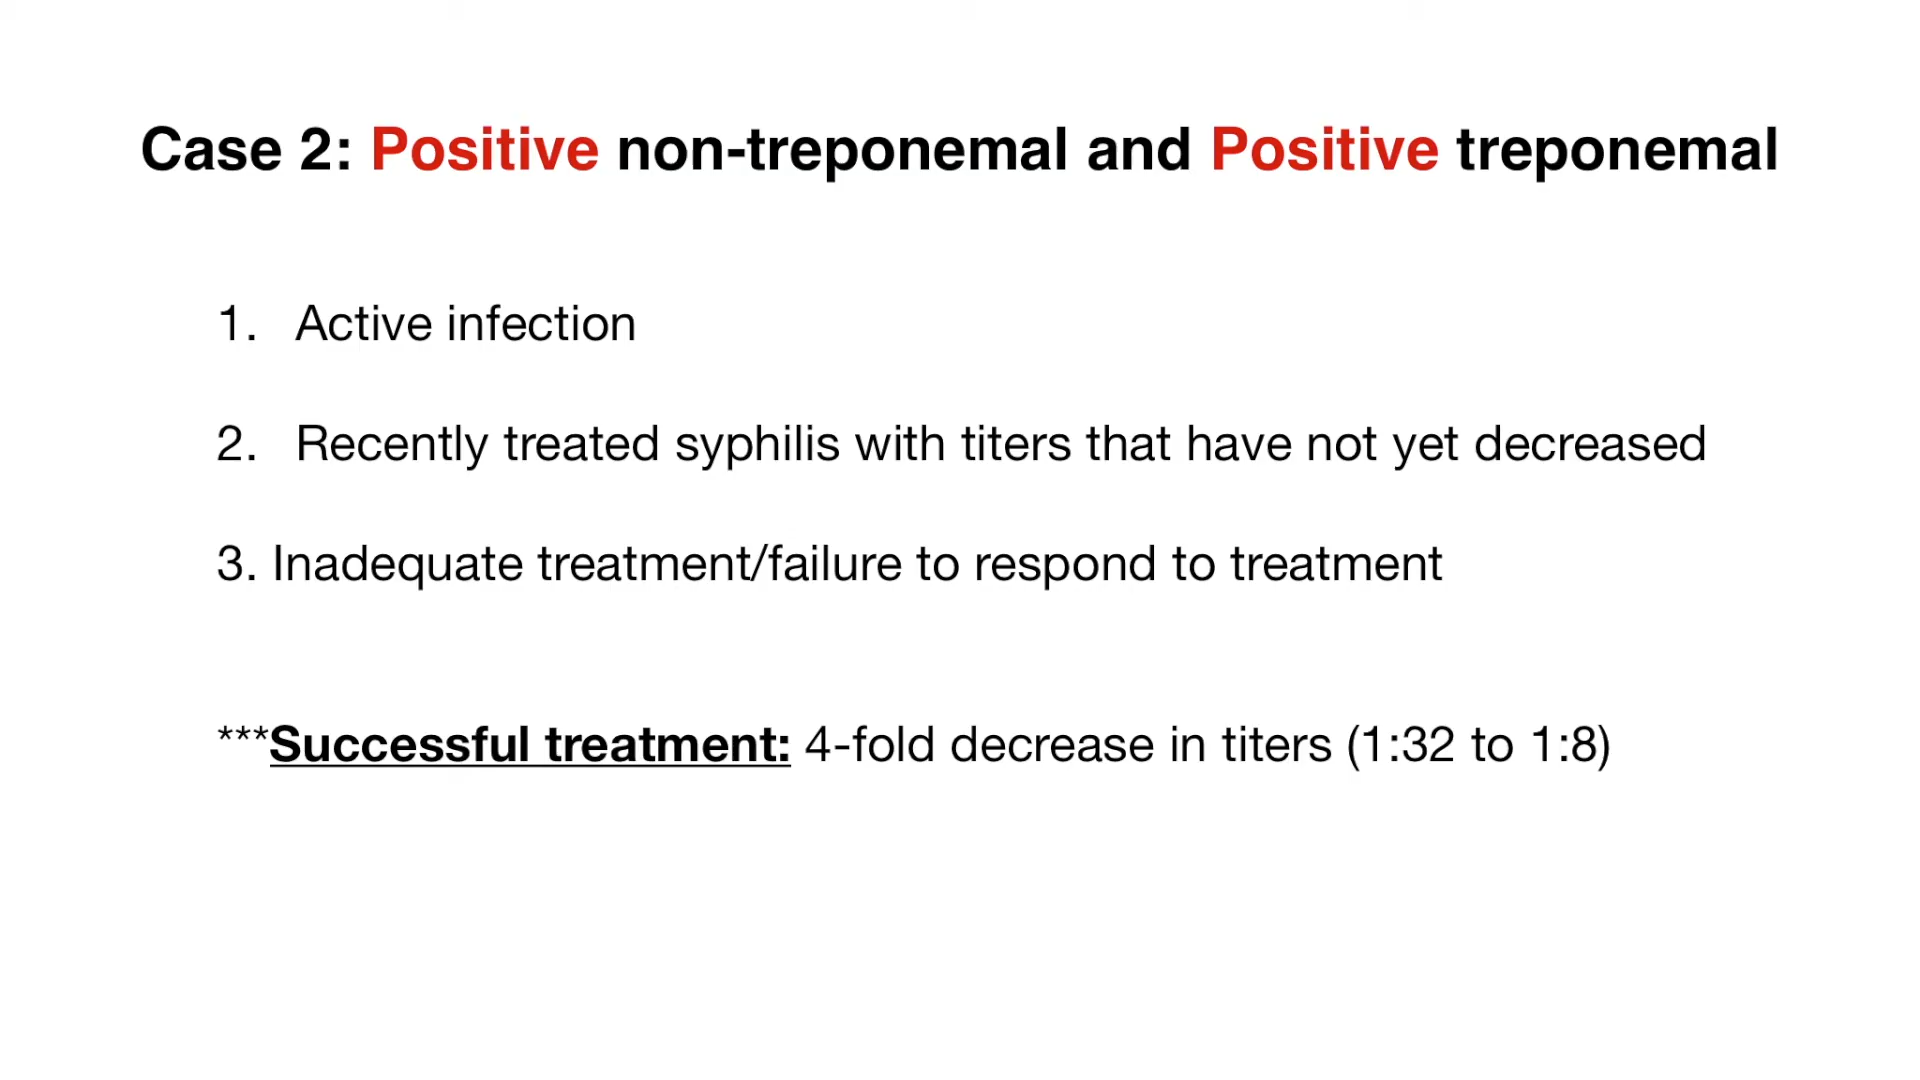 Case 2: Positive non-treponemal and Positive treponemal
1. Active infection
2. Recently treated syphilis with titers that have not yet decreased
3. Inadequate treatment/failure to respond to treatment
***Successful treatment: 4-fold decrease in titers (1:32 to 1:8)